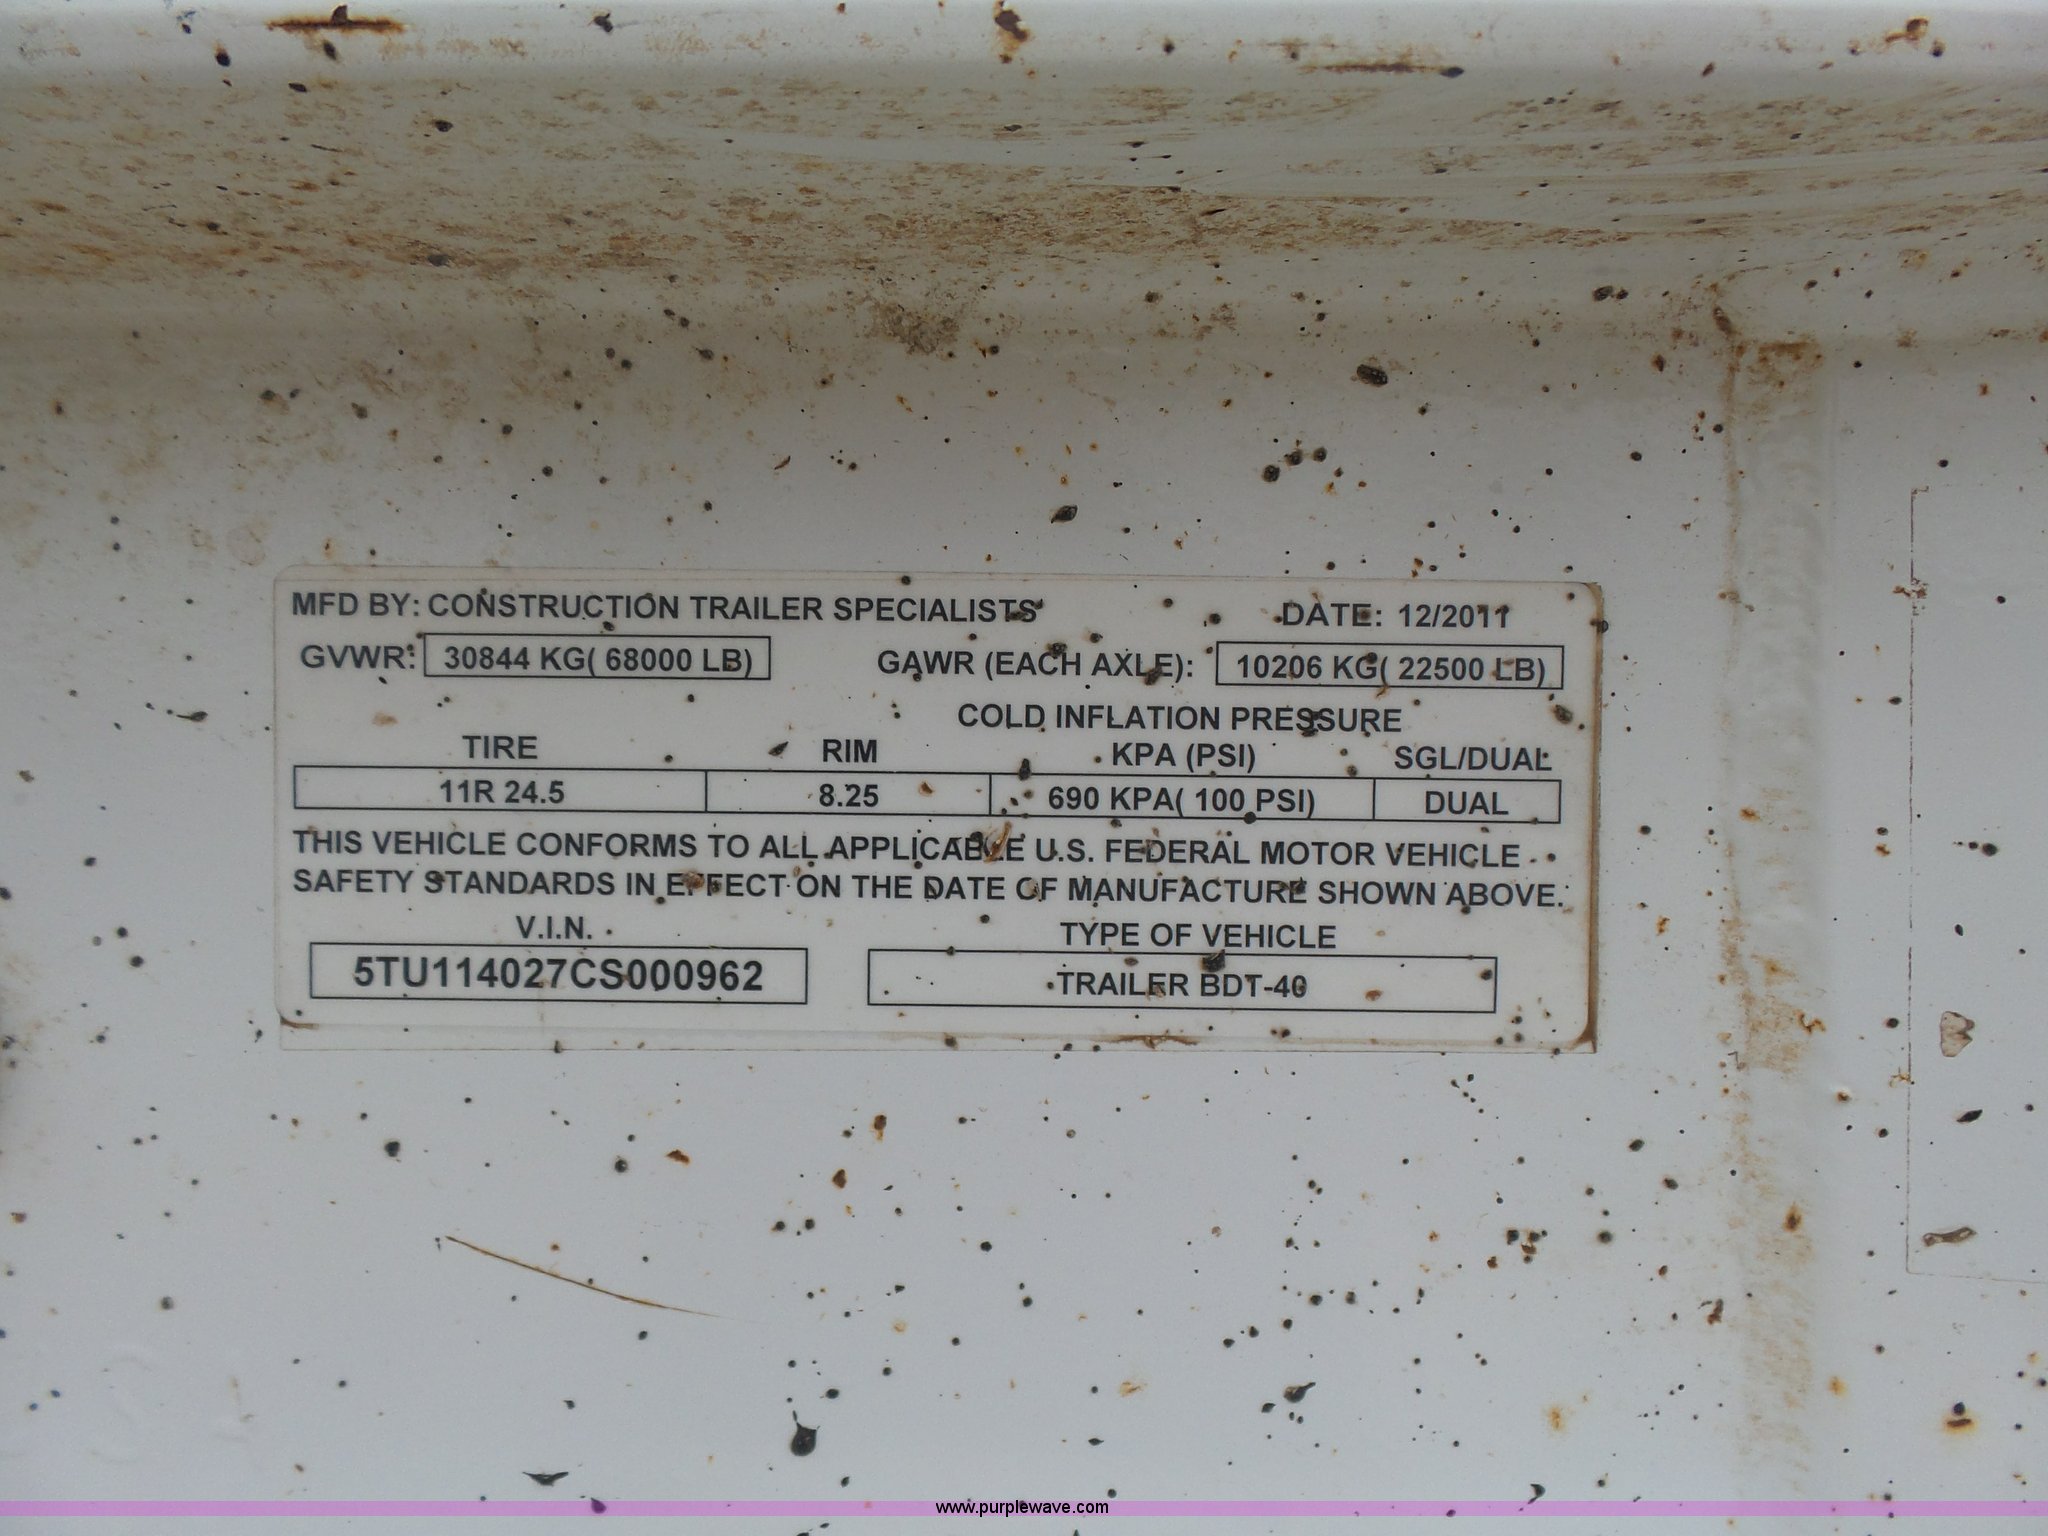 MFD BY: CONSTRUCTION TRAILER SPECIALISTS DATE: 12/2011
GVWR: 30844 KG( 68000 LB) GAWR (EACH AXLE): 10206 KG( 22500 LB)
COLD INFLATION PRESSURE
TIRE RIM KPA (PSI) SGL/DUAL
11R 24.5 8.25 690 KPA( 100 PSI) DUAL
THIS VEHICLE CONFORMS TO ALL APPLICABLE U.S. FEDERAL MOTOR VEHICLE
SAFETY STANDARDS IN EFFECT ON THE DATE OF MANUFACTURE SHOWN ABOVE.
V.I.N. TYPE OF VEHICLE
5TU114027CS000962 TRAILER BDT-40
www.purplewave.com